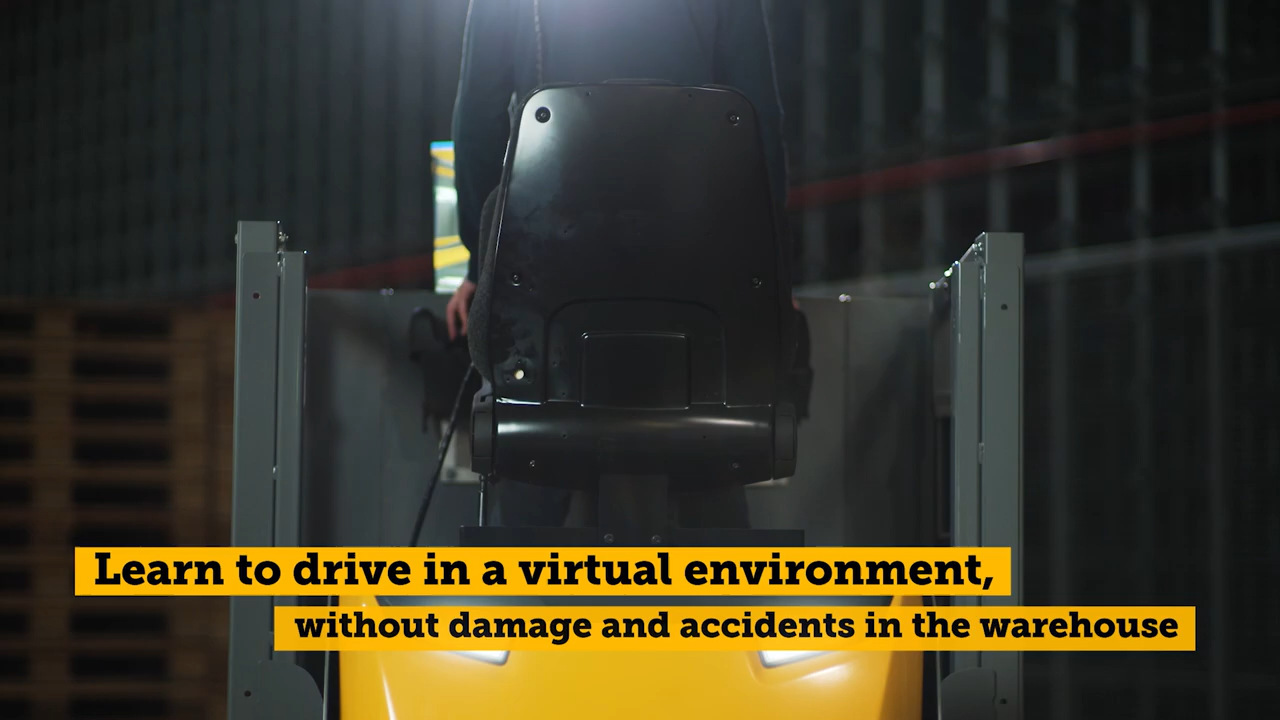 Learn to drive in a virtual environment,
without damage and accidents in the warehouse